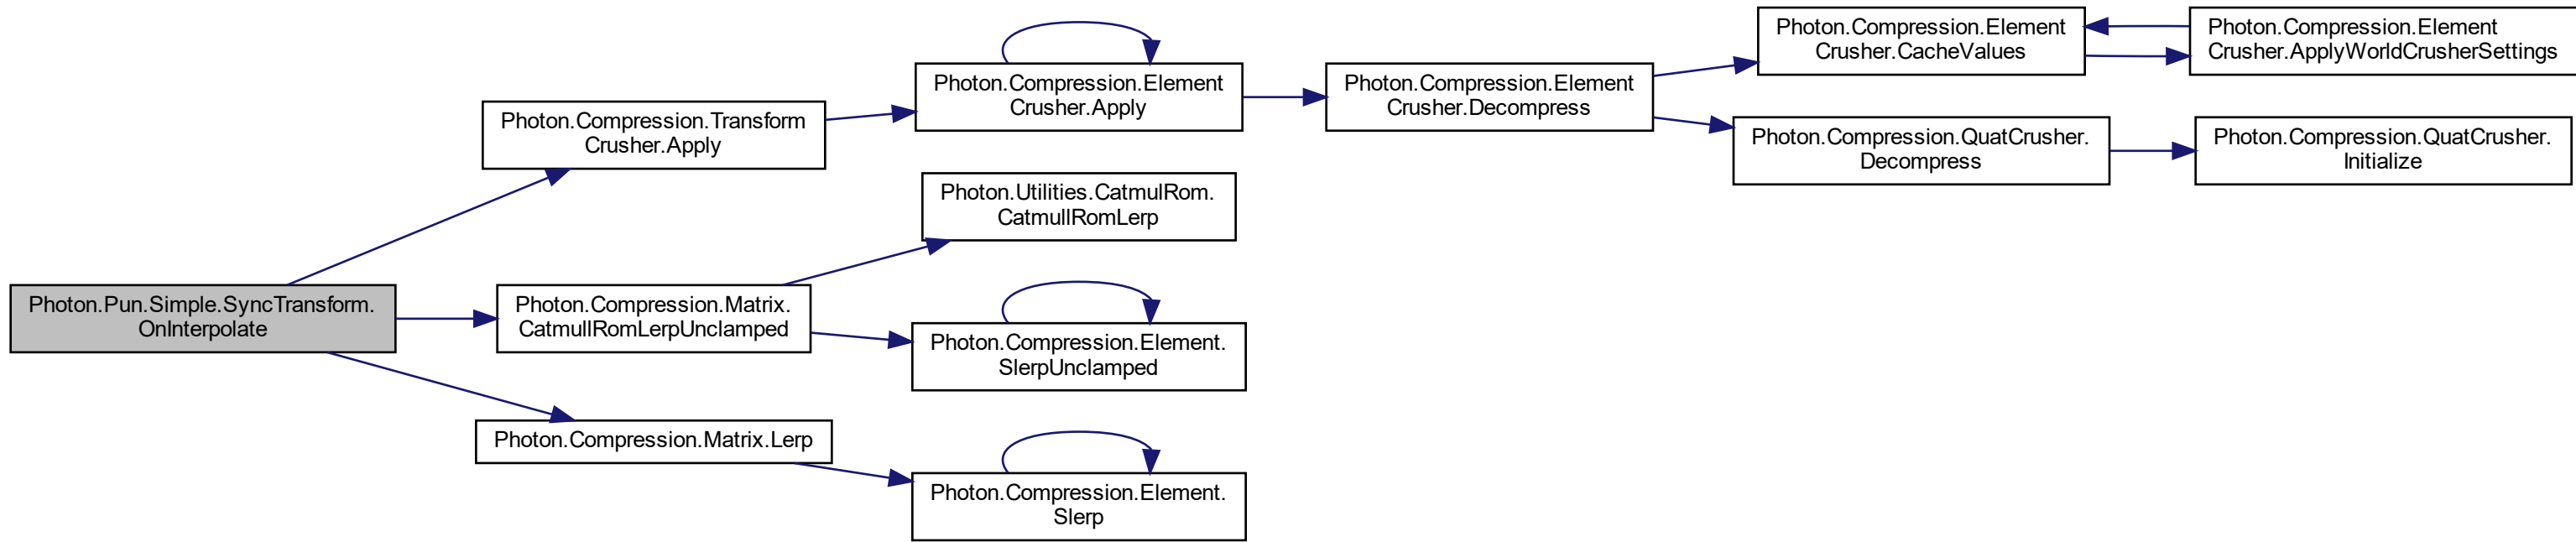 Photon.Pun.Simple.SyncTransform.
OnInterpolate
Photon.Compression.Transform
Crusher.Apply
Photon.Compression.Element
Crusher.Apply
Photon.Compression.Element
Crusher.Decompress
Photon.Compression.Element
Crusher.CacheValues
Photon.Compression.Element
Crusher.ApplyWorldCrusherSettings
Photon.Compression.QuatCrusher.
Decompress
Photon.Compression.QuatCrusher.
Initialize
Photon.Compression.Matrix.
CatmullRomLerpUnclamped
Photon.Utilities.CatmulRom.
CatmullRomLerp
Photon.Compression.Element.
SlerpUnclamped
Photon.Compression.Matrix.Lerp
Photon.Compression.Element.
Slerp